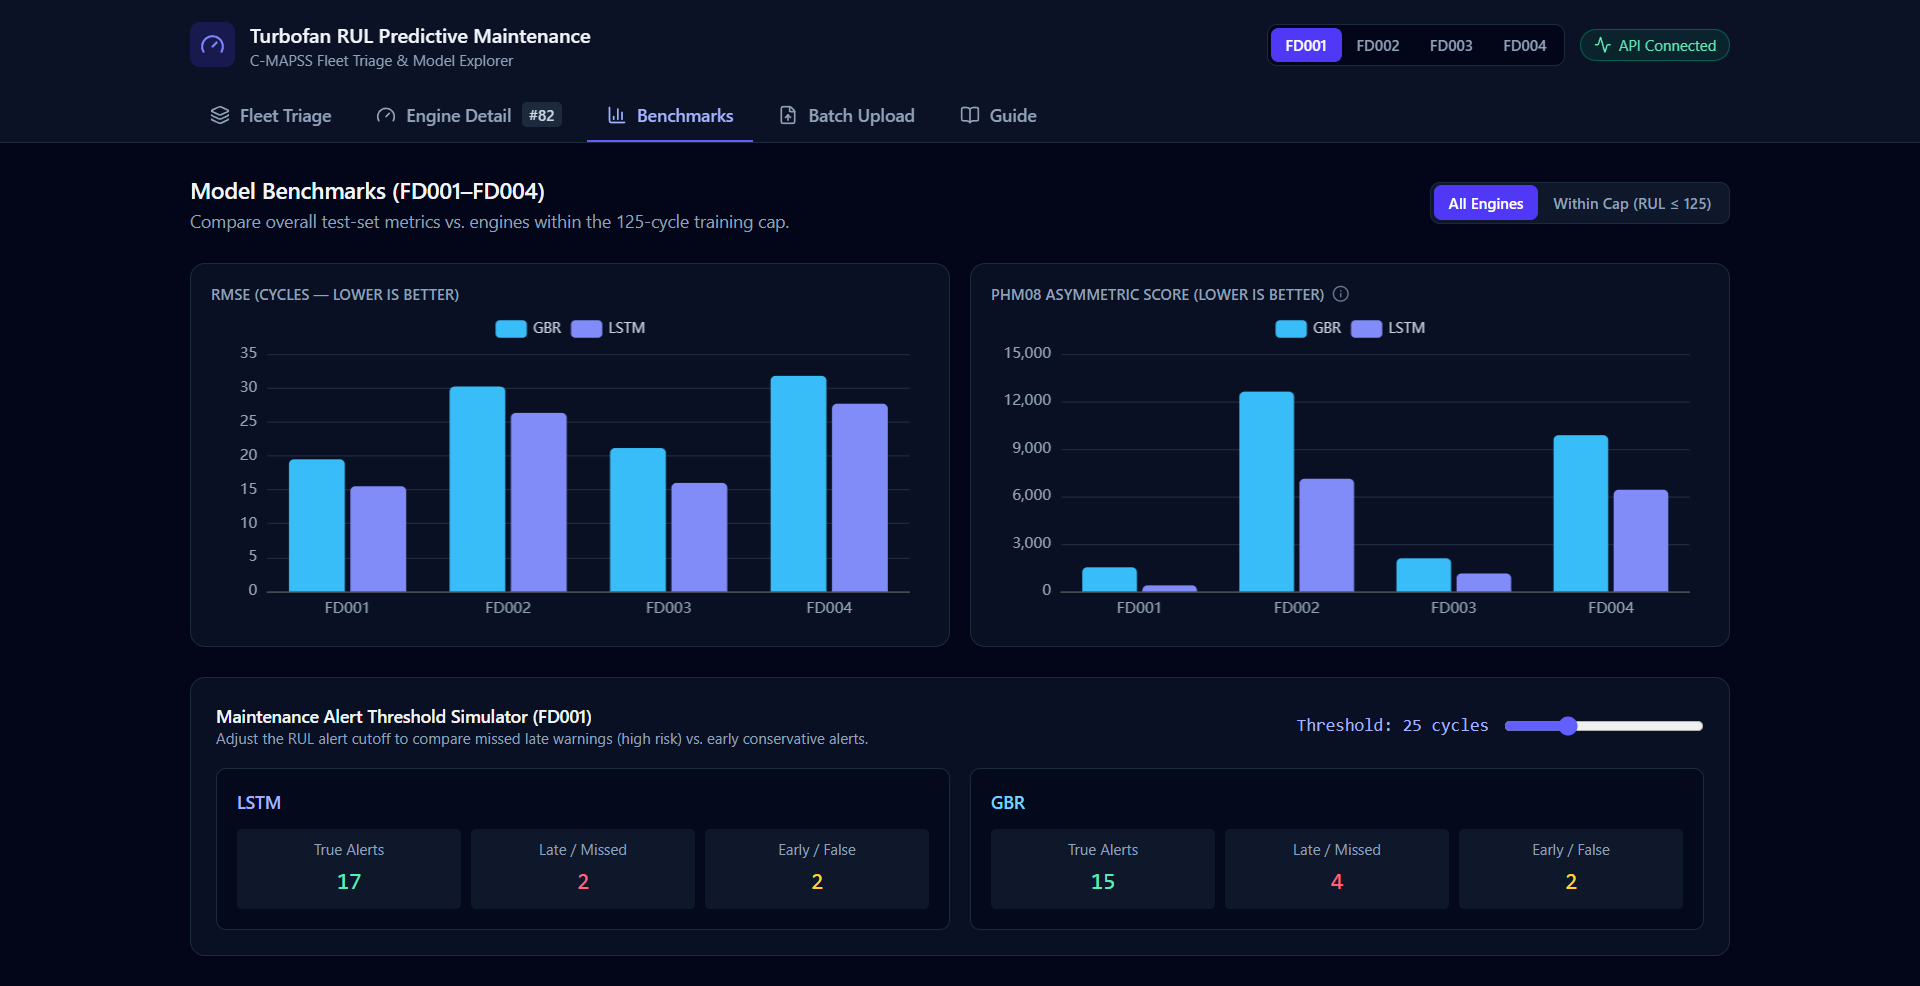 Turbofan RUL Predictive Maintenance
C-MAPSS Fleet Triage & Model Explorer
FD001 FD002 FD003 FD004
API Connected
Fleet Triage
Engine Detail #82
Benchmarks
Batch Upload
Guide
Model Benchmarks (FD001–FD004)
Compare overall test-set metrics vs. engines within the 125-cycle training cap.
All Engines Within Cap (RUL ≤ 125)
RMSE (CYCLES — LOWER IS BETTER)
GBR LSTM
35
30
25
20
15
10
5
0
FD001 FD002 FD003 FD004
PHM08 ASYMMETRIC SCORE (LOWER IS BETTER)
GBR LSTM
15,000
12,000
9,000
6,000
3,000
0
FD001 FD002 FD003 FD004
Maintenance Alert Threshold Simulator (FD001)
Adjust the RUL alert cutoff to compare missed late warnings (high risk) vs. early conservative alerts.
Threshold: 25 cycles
LSTM
True Alerts
17
Late / Missed
2
Early / False
2
GBR
True Alerts
15
Late / Missed
4
Early / False
2